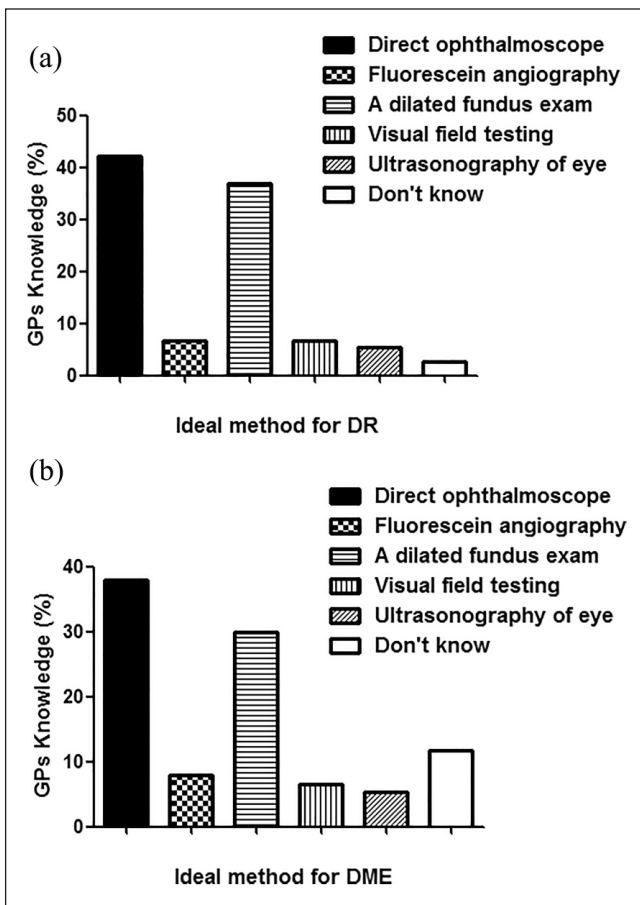 (a)
Direct ophthalmoscope
Fluorescein angiography
A dilated fundus exam
Visual field testing
Ultrasonography of eye
Don't know
GPs Knowledge (%)
50
40
30
20
10
0
Ideal method for DR
(b)
Direct ophthalmoscope
Fluorescein angiography
A dilated fundus exam
Visual field testing
Ultrasonography of eye
Don't know
GPs Knowledge (%)
40
30
20
10
0
Ideal method for DME